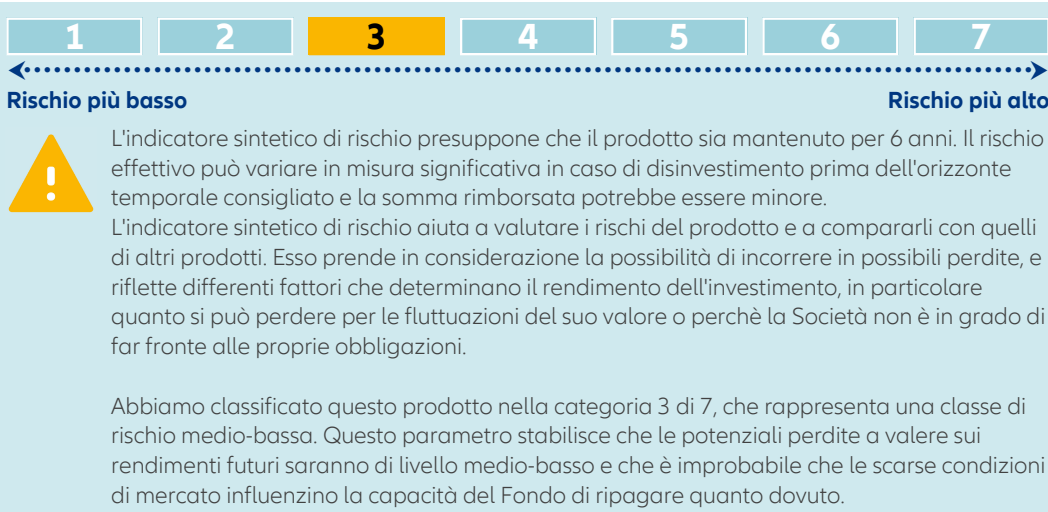 1 2 3 4 5 6 7
Rischio più basso Rischio più alto
L'indicatore sintetico di rischio presuppone che il prodotto sia mantenuto per 6 anni. Il rischio
effettivo può variare in misura significativa in caso di disinvestimento prima dell'orizzonte
temporale consigliato e la somma rimborsata potrebbe essere minore.
L'indicatore sintetico di rischio aiuta a valutare i rischi del prodotto e a compararli con quelli
di altri prodotti. Esso prende in considerazione la possibilità di incorrere in possibili perdite, e
riflette differenti fattori che determinano il rendimento dell'investimento, in particolare
quanto si può perdere per le fluttuazioni del suo valore o perchè la Società non è in grado di
far fronte alle proprie obbligazioni.
Abbiamo classificato questo prodotto nella categoria 3 di 7, che rappresenta una classe di
rischio medio-bassa. Questo parametro stabilisce che le potenziali perdite a valere sui
rendimenti futuri saranno di livello medio-basso e che è improbabile che le scarse condizioni
di mercato influenzino la capacità del Fondo di ripagare quanto dovuto.